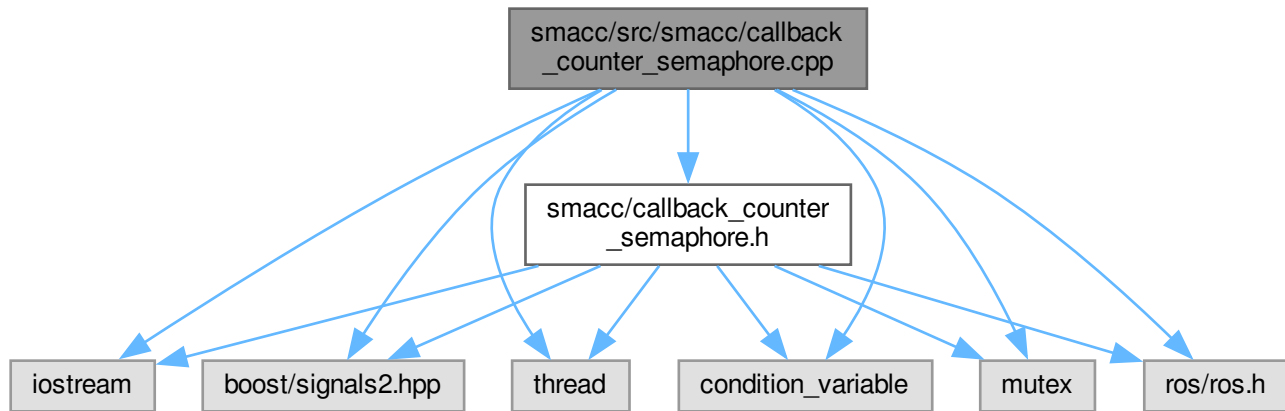 smacc/src/smacc/callback
_counter_semaphore.cpp
smacc/callback_counter
_semaphore.h
iostream
boost/signals2.hpp
thread
condition_variable
mutex
ros/ros.h